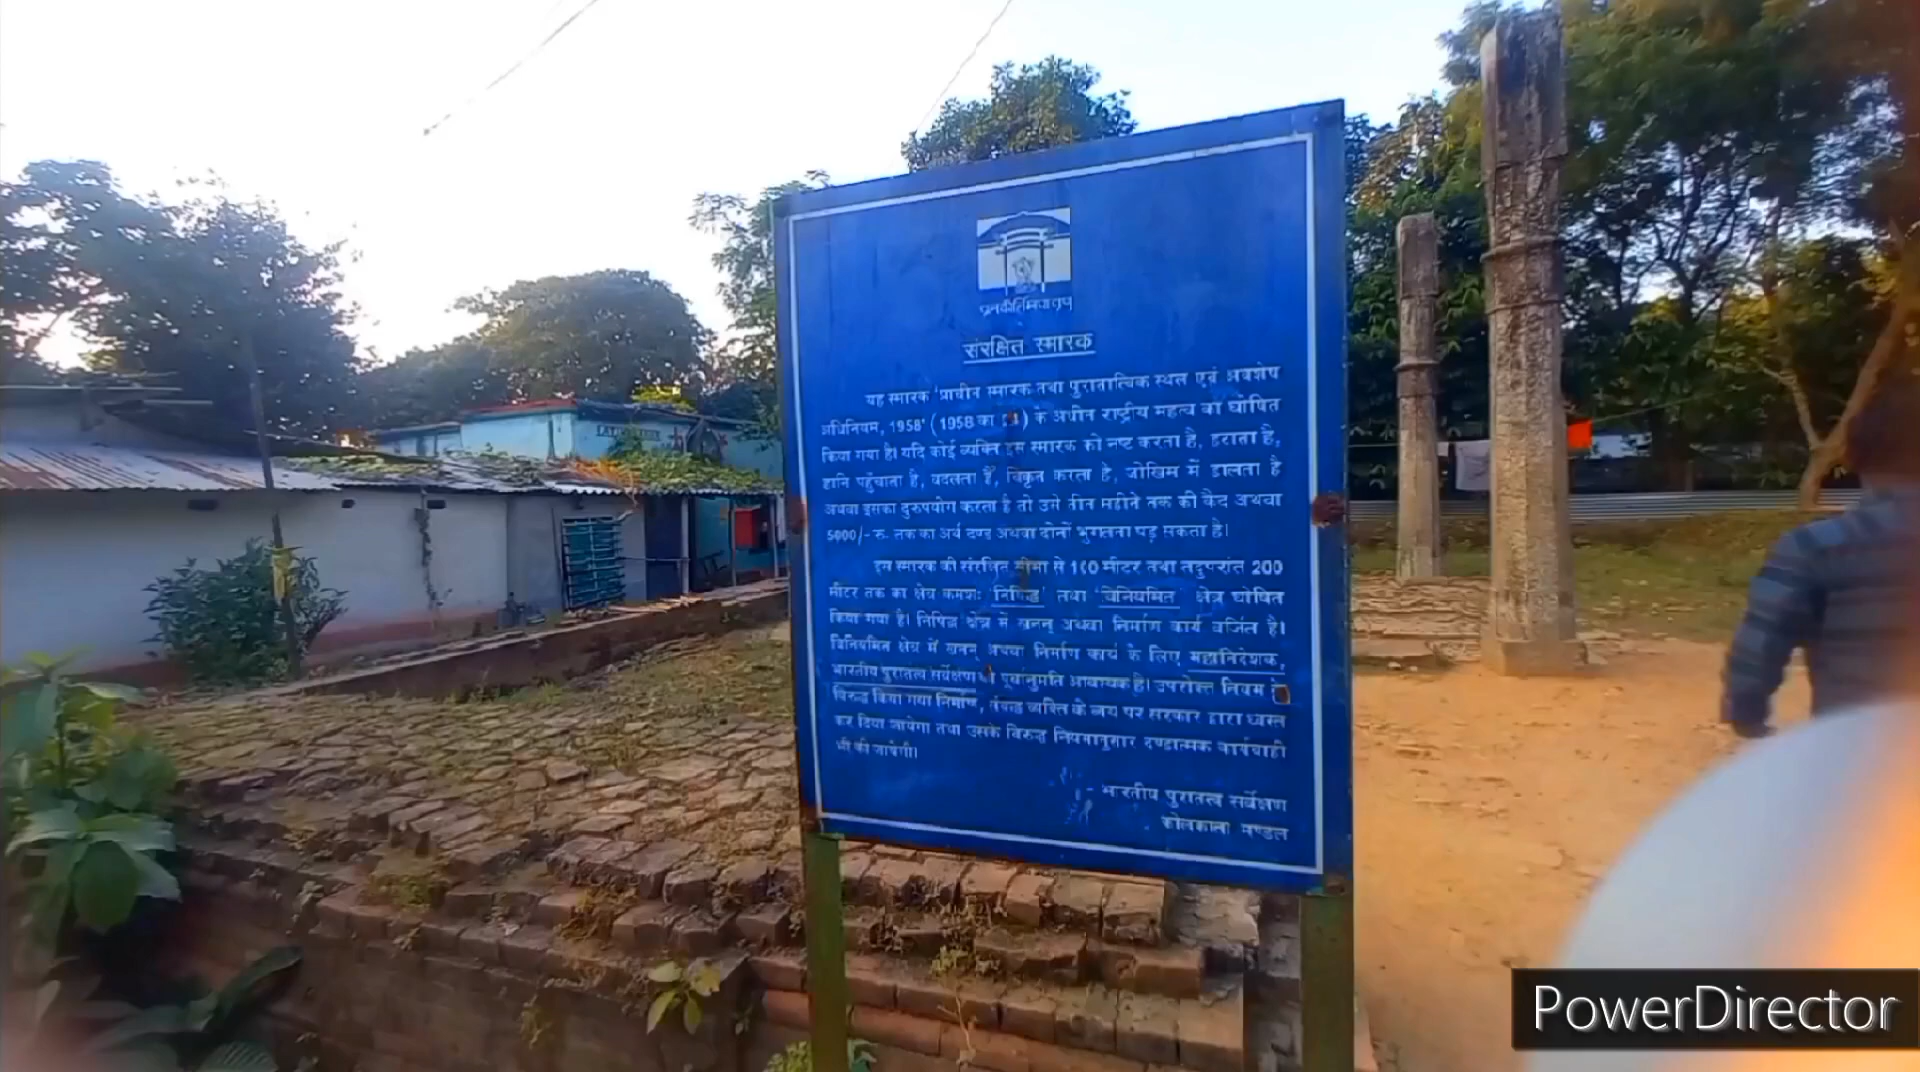 प्रत्नकीर्तिमपावृणु
संरक्षित स्मारक
यह स्मारक 'प्राचीन स्मारक तथा पुरातात्विक स्थल एवं अवशेष
अधिनियम, 1958' (1958 का ) के अधीन राष्ट्रीय महत्व का घोषित
किया गया है। यदि कोई व्यक्ति इस स्मारक को नष्ट करता है, हटाता है,
हानि पहुँचाता है, बदलता है, विकृत करता है, जोखिम में डालता है
अथवा इसका दुरुपयोग करता है तो उसे तीन महीने तक की कैद अथवा
5000/- रु. तक का अर्थ दण्ड अथवा दोनों भुगतना पड़ सकता है।
इस स्मारक की संरक्षित सीमा से 100 मीटर तथा तदुपरांत 200
मीटर तक का क्षेत्र क्रमशः 'निषिद्ध' तथा 'विनियमित' क्षेत्र घोषित
किया गया है। निषिद्ध क्षेत्र में खनन् अथवा निर्माण कार्य वर्जित है।
विनियमित क्षेत्र में खनन् अथवा निर्माण कार्य के लिए महानिदेशक,
भारतीय पुरातत्व सर्वेक्षण की पूर्वानुमति आवश्यक है। उपरोक्त नियम
विरुद्ध किया गया निर्माण, संबद्ध व्यक्ति के व्यय पर सरकार द्वारा ध्वस्त
कर दिया जायेगा तथा उसके विरुद्ध नियमानुसार दण्डात्मक कार्यवाही
भी की जायेगी।
भारतीय पुरातत्व सर्वेक्षण
कोलकाता मण्डल
PowerDirector